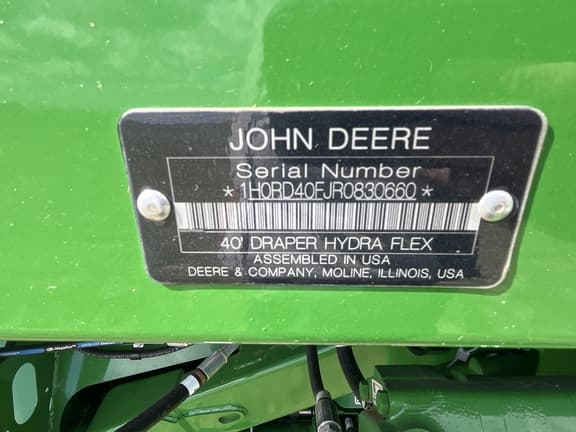 JOHN DEERE
Serial Number
*1H0RD40FJR0830660*
40' DRAPER HYDRA FLEX
ASSEMBLED IN USA
DEERE & COMPANY, MOLINE, ILLINOIS, USA